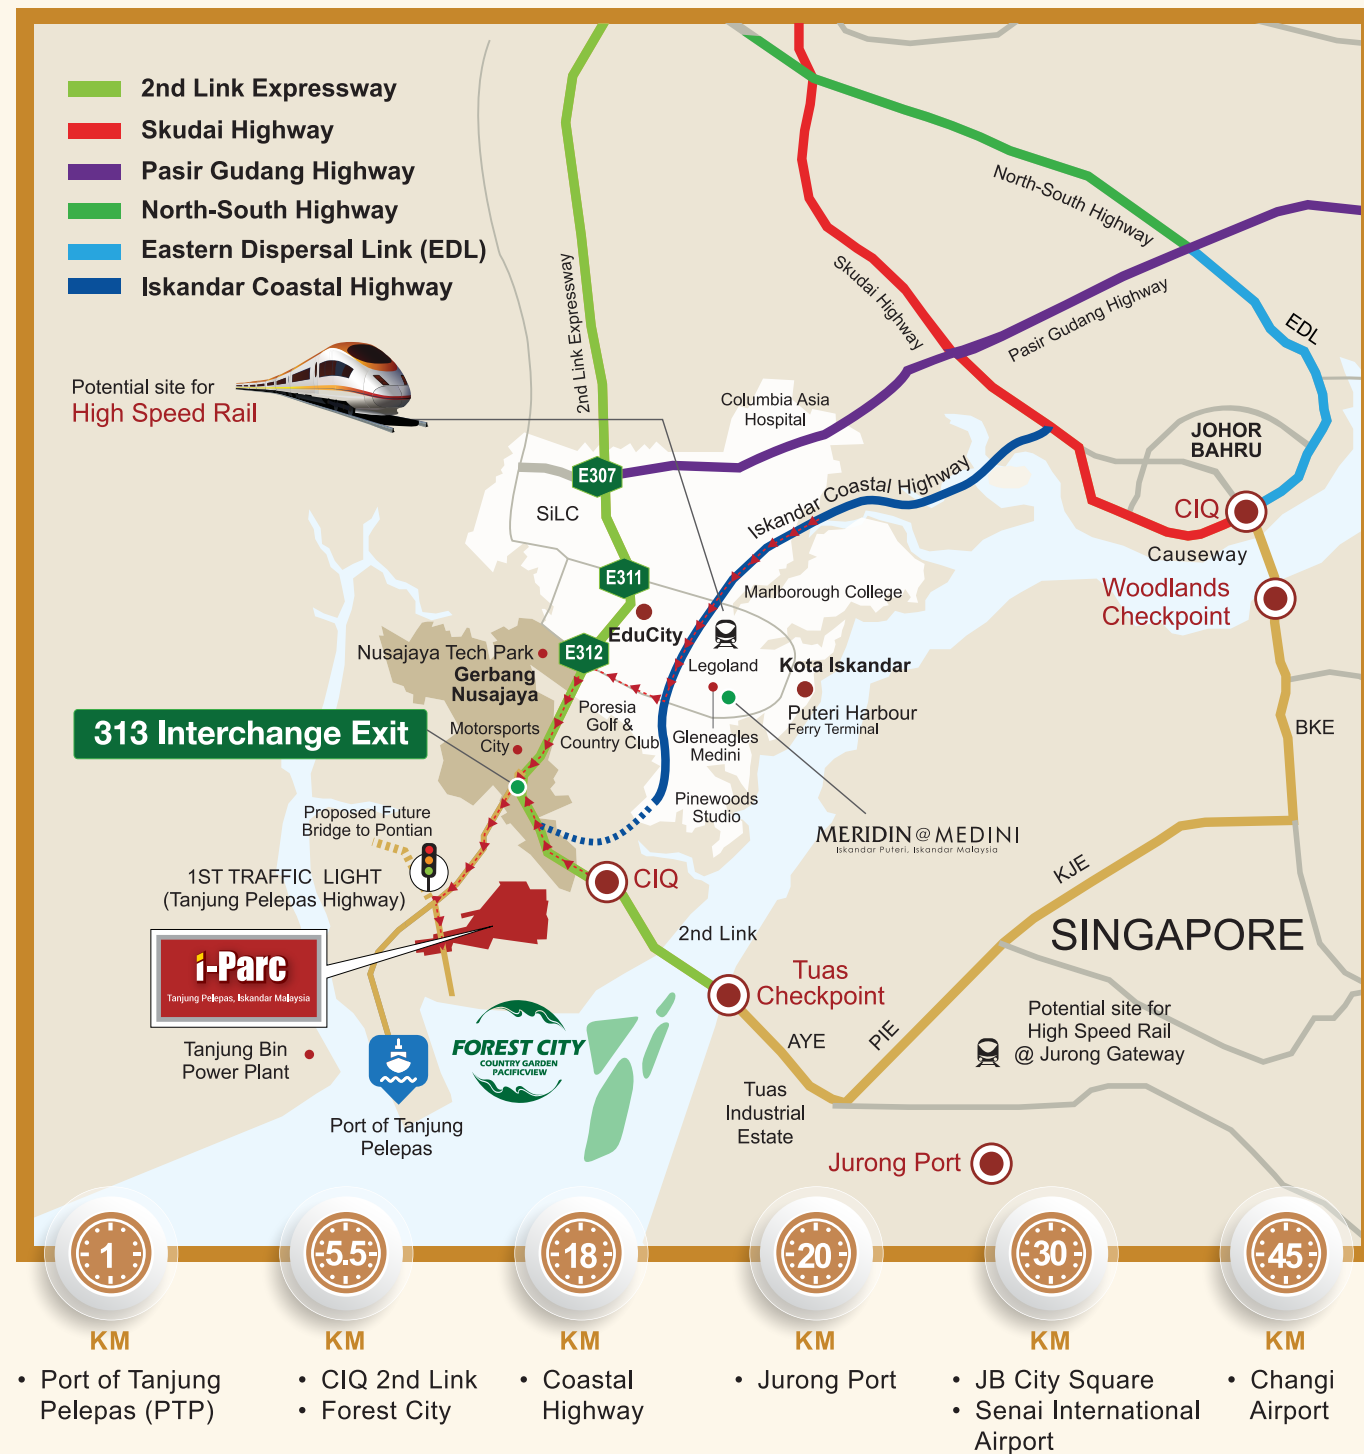 2nd Link Expressway
Skudai Highway
Pasir Gudang Highway
North-South Highway
Eastern Dispersal Link (EDL)
Iskandar Coastal Highway
North-South Highway
Skudai Highway
Pasir Gudang Highway
2nd Link Expressway
EDL
Potential site for
High Speed Rail
Columbia Asia
Hospital
JOHOR
BAHRU
E307
Iskandar Coastal Highway
SiLC
CIQ
Causeway
E311
Marlborough College
Woodlands
Checkpoint
EduCity
Nusajaya Tech Park
E312
Gerbang
Nusajaya
Legoland
Kota Iskandar
313 Interchange Exit
Motorsports
City
Poresia
Golf &
Country Club
Gleneagles
Medini
Puteri Harbour
Ferry Terminal
BKE
Pinewoods
Studio
Proposed Future
Bridge to Pontian
MERIDIN @ MEDINI
Iskandar Puteri, Iskandar Malaysia
1ST TRAFFIC LIGHT
(Tanjung Pelepas Highway)
CIQ
KJE
2nd Link
SINGAPORE
i-Parc
Tanjung Pelepas, Iskandar Malaysia
Tuas
Checkpoint
Potential site for
High Speed Rail
@ Jurong Gateway
AYE
PIE
Tanjung Bin
Power Plant
FOREST CITY
COUNTRY GARDEN
PACIFICVIEW
Tuas
Industrial
Estate
Port of Tanjung
Pelepas
Jurong Port
1
KM
• Port of Tanjung
Pelepas (PTP)
5.5
KM
• CIQ 2nd Link
• Forest City
18
KM
• Coastal
Highway
20
KM
• Jurong Port
30
KM
• JB City Square
• Senai International
Airport
45
KM
• Changi
Airport